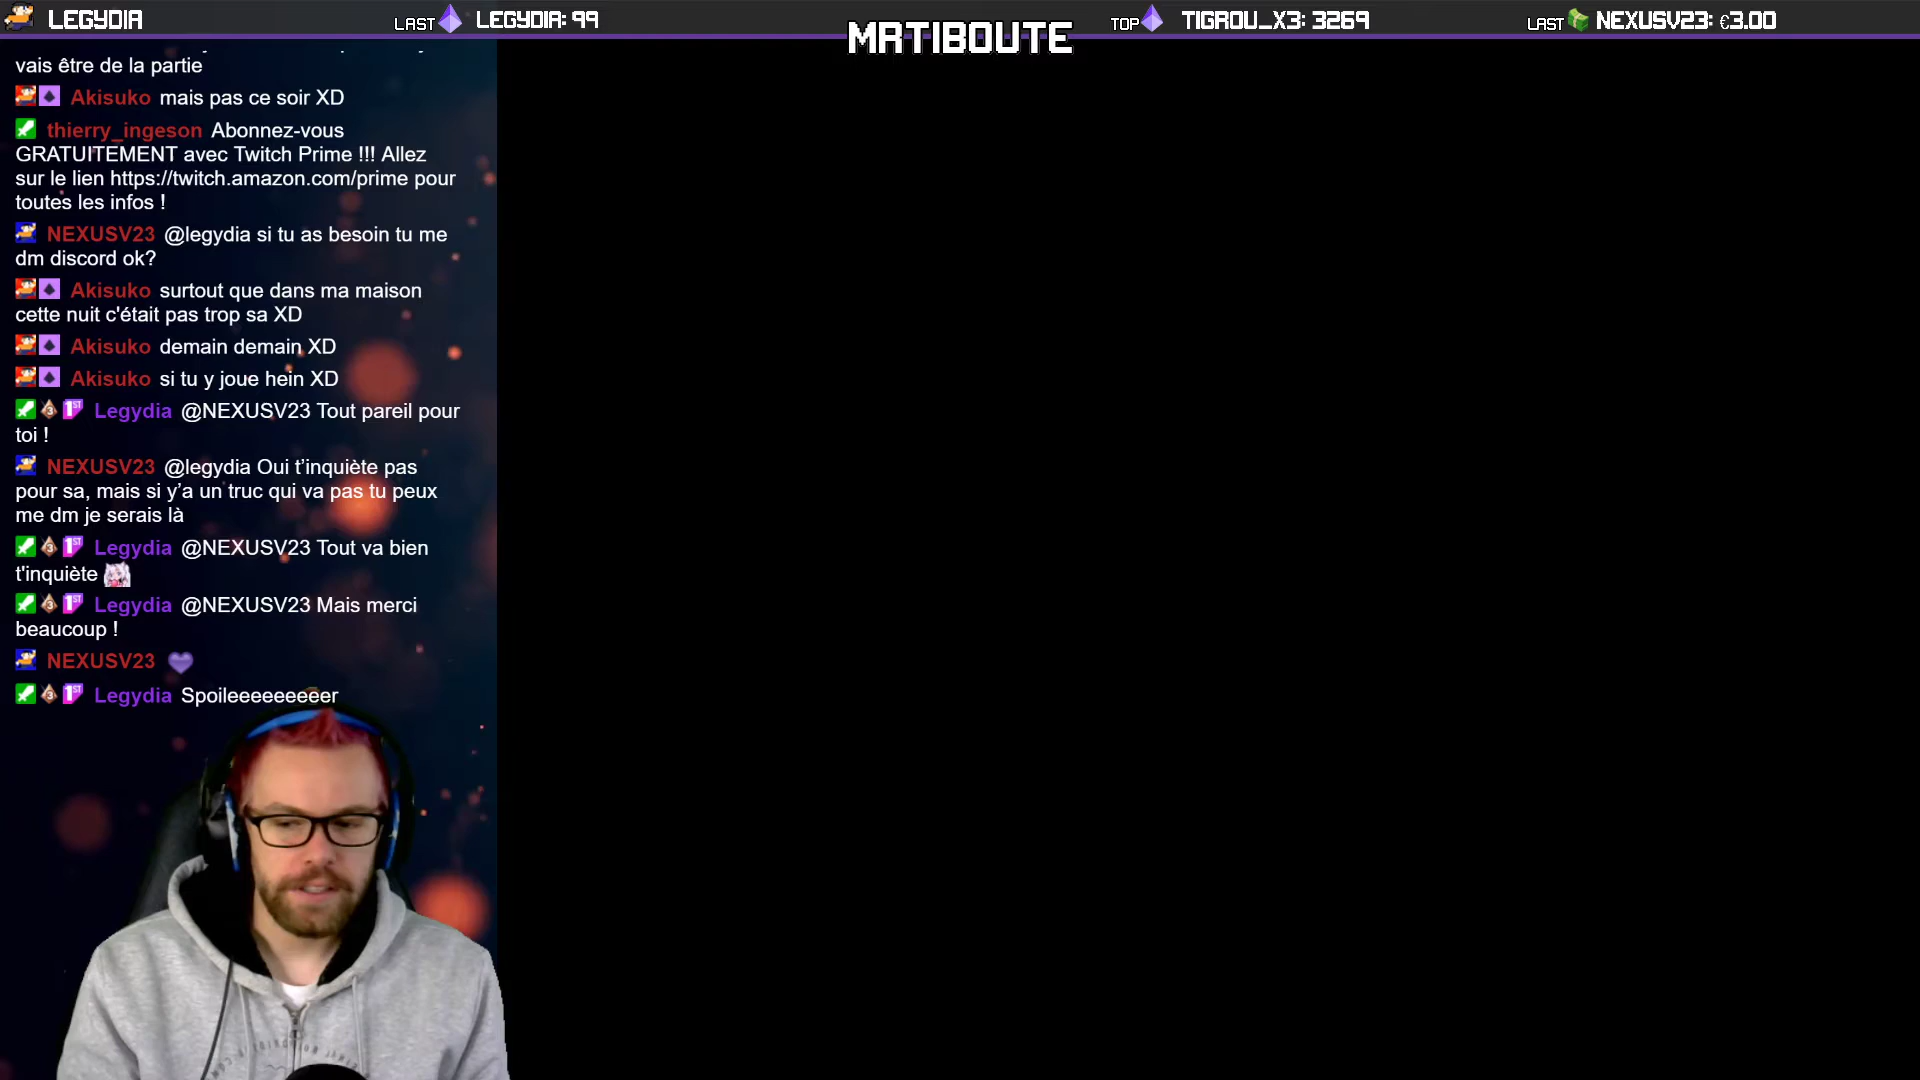 LEGYDIA
LAST LEGYDIA: 99
MATIBOUTE
TOP TIGROU_X3: 3269
LAST NEXUSV23: €3.00
vais être de la partie
Akisuko mais pas ce soir XD
thierry_ingeson Abonnez-vous
GRATUITEMENT avec Twitch Prime !!! Allez
sur le lien https://twitch.amazon.com/prime pour
toutes les infos !
NEXUSV23 @legydia si tu as besoin tu me
dm discord ok?
Akisuko surtout que dans ma maison
cette nuit c'était pas trop sa XD
Akisuko demain demain XD
Akisuko si tu y joue hein XD
Legydia @NEXUSV23 Tout pareil pour
toi !
NEXUSV23 @legydia Oui t’inquiète pas
pour sa, mais si y’a un truc qui va pas tu peux
me dm je serais là
Legydia @NEXUSV23 Tout va bien
t'inquiète
Legydia @NEXUSV23 Mais merci
beaucoup !
NEXUSV23
Legydia Spoileeeeeeeeer